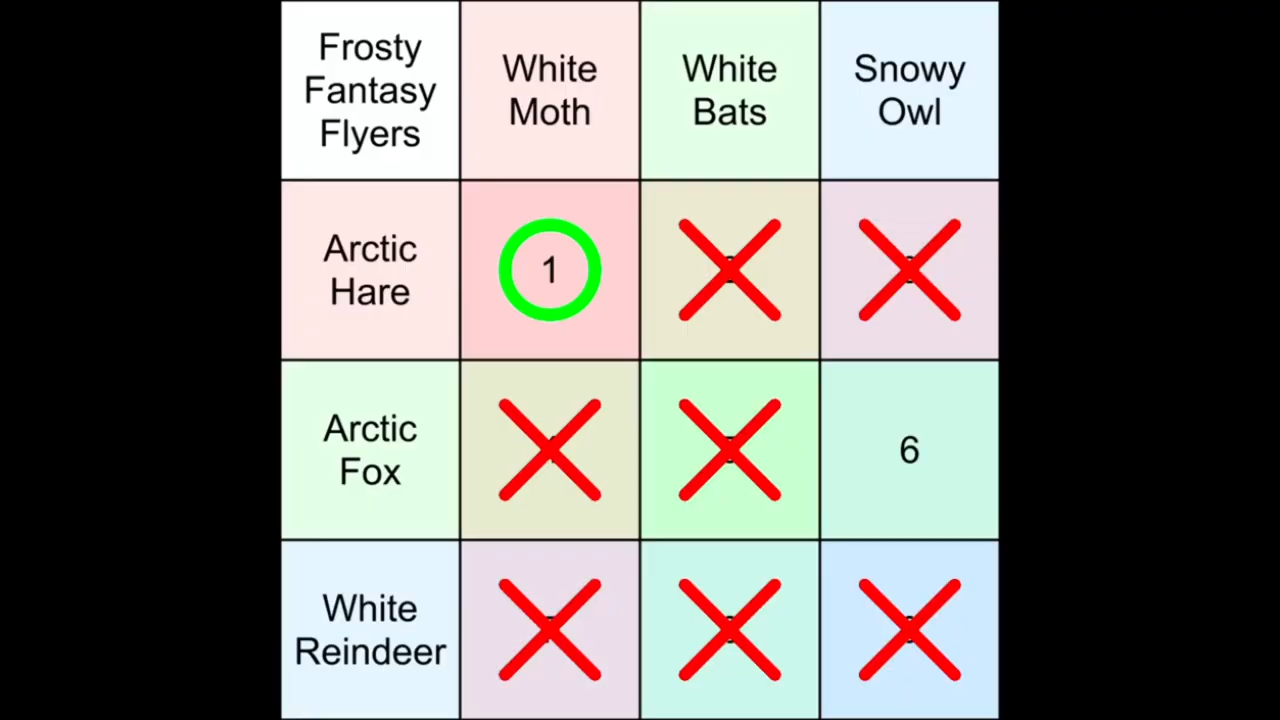 Frosty
Fantasy
Flyers
White
Moth
White
Bats
Snowy
Owl
Arctic
Hare
1
Arctic
Fox
6
White
Reindeer